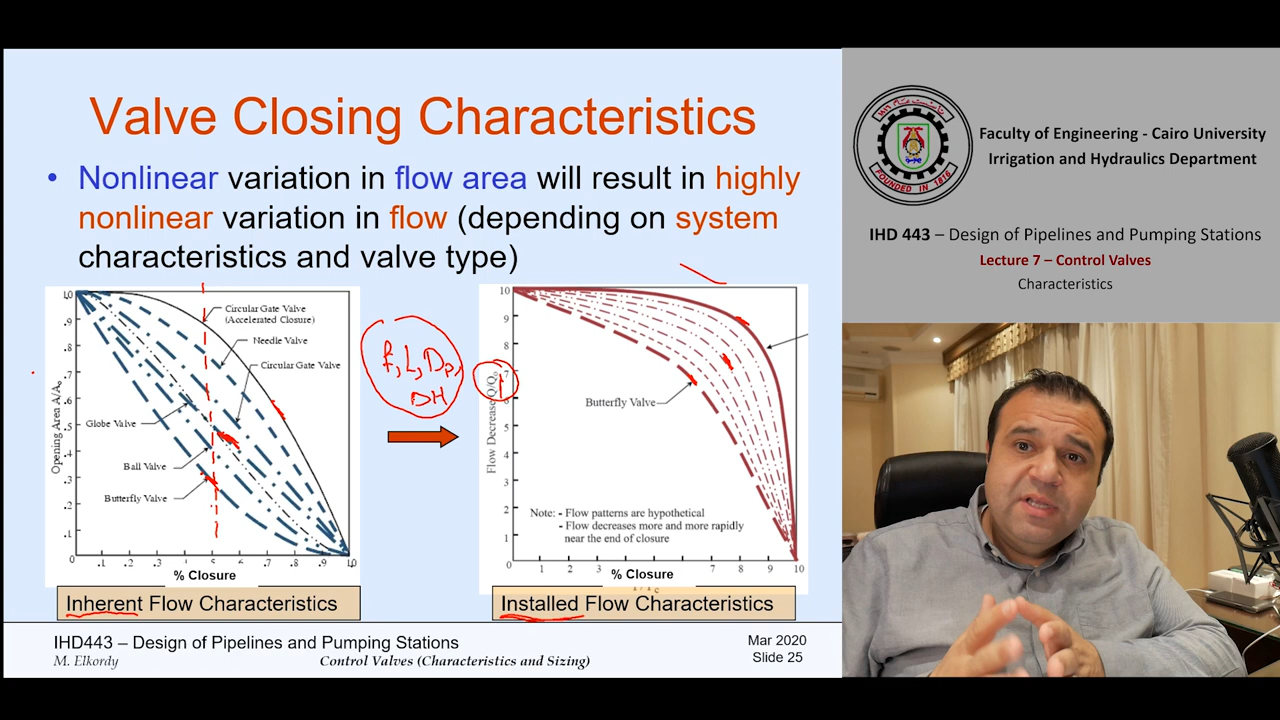 Valve Closing Characteristics
• Nonlinear variation in flow area will result in highly
nonlinear variation in flow (depending on system
characteristics and valve type)
1.0
.9
.8
.7
.6
.5
.4
.3
.2
.1
0
Opening Area A/A₀
Circular Gate Valve
(Accelerated Closure)
Needle Valve
Circular Gate Valve
Globe Valve
Ball Valve
Butterfly Valve
.1 .2 .3 .4 .5 .6 .7 .8 .9 1.0
% Closure
Inherent Flow Characteristics
f, L, Dp,
DH
10
9
8
7
6
5
4
3
2
1
0
Flow Decrease Q/Q₀
Butterfly Valve
Note: - Flow patterns are hypothetical
- Flow decreases more and more rapidly
near the end of closure
1 2 3 7 8 9 10
% Closure
Installed Flow Characteristics
IHD443 – Design of Pipelines and Pumping Stations
M. Elkordy
Control Valves (Characteristics and Sizing)
Mar 2020
Slide 25
FOUNDED IN 1816
Faculty of Engineering - Cairo University
Irrigation and Hydraulics Department
IHD 443 – Design of Pipelines and Pumping Stations
Lecture 7 – Control Valves
Characteristics